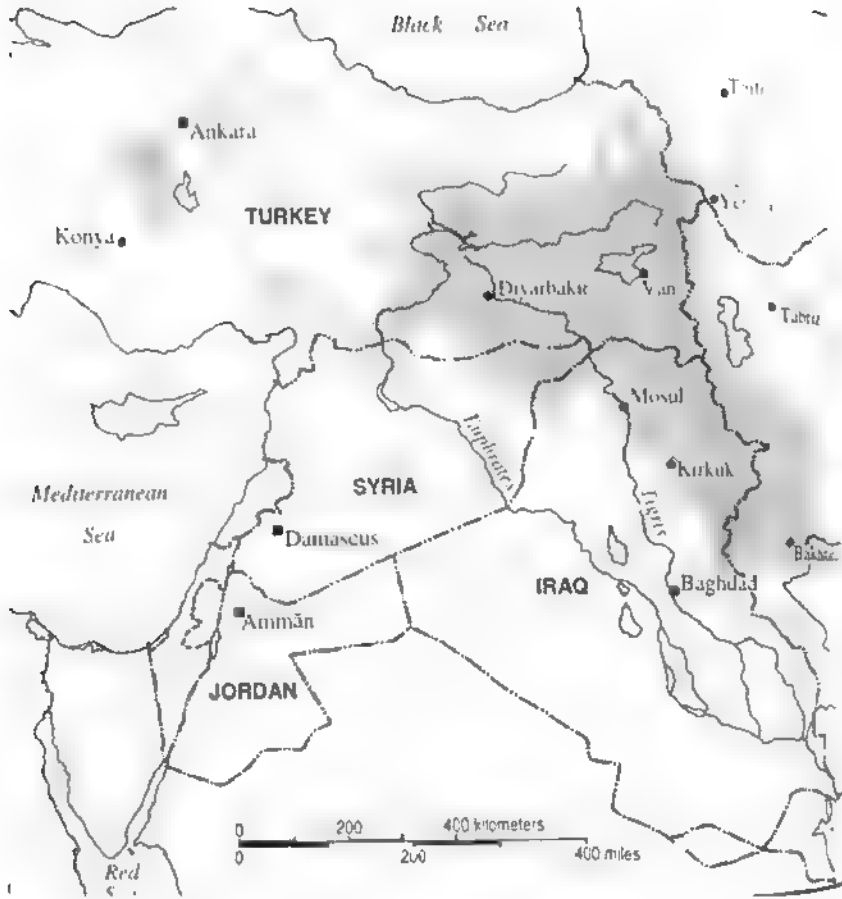 Black Sea
Ankara
TURKEY
Konya
Diyarbakır
Van
Mosul
Kirkuk
Euphrates
Tigris
SYRIA
Mediterranean
Sea
Damascus
IRAQ
Baghdad
Ammān
JORDAN
0 200 400 kilometers
0 200 400 miles
Red